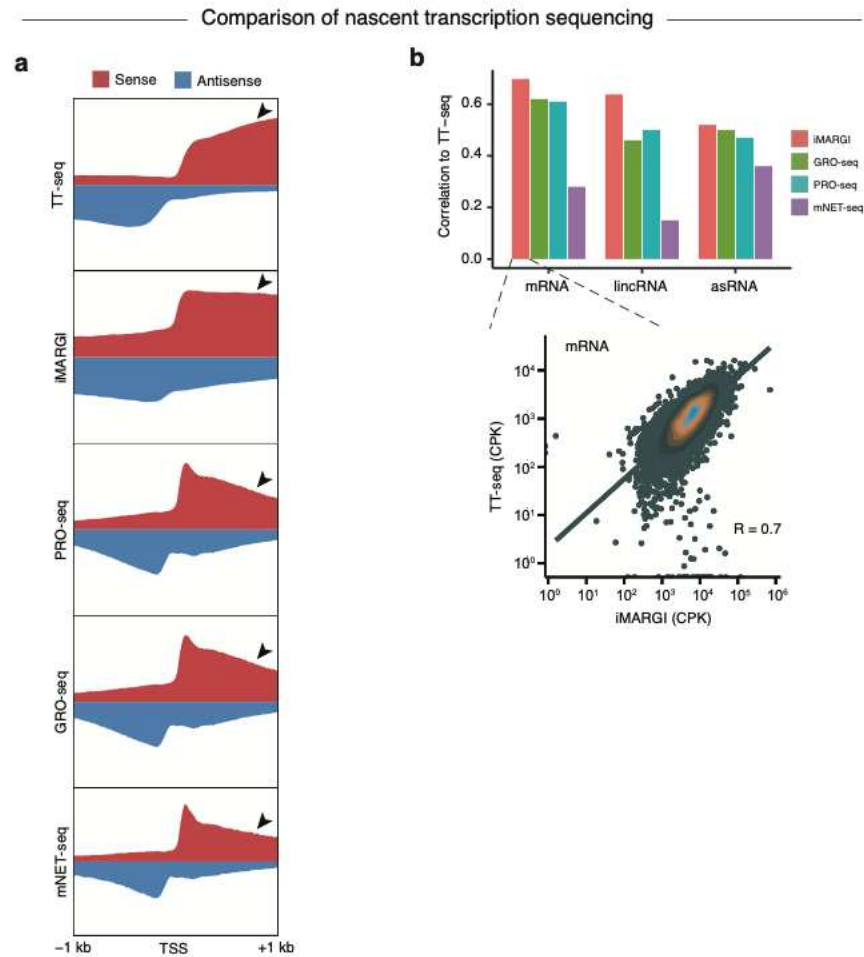 Comparison of nascent transcription sequencing
a
Sense
Antisense
TT-seq
iMARGI
PRO-seq
GRO-seq
mNET-seq
−1 kb
TSS
+1 kb
b
Correlation to TT−seq
0.6
0.4
0.2
0.0
mRNA
lincRNA
asRNA
iMARGI
GRO-seq
PRO-seq
mNET-seq
mRNA
TT-seq (CPK)
10⁴
10³
10²
10¹
10⁰
R = 0.7
10⁰
10¹
10²
10³
10⁴
10⁵
10⁶
iMARGI (CPK)